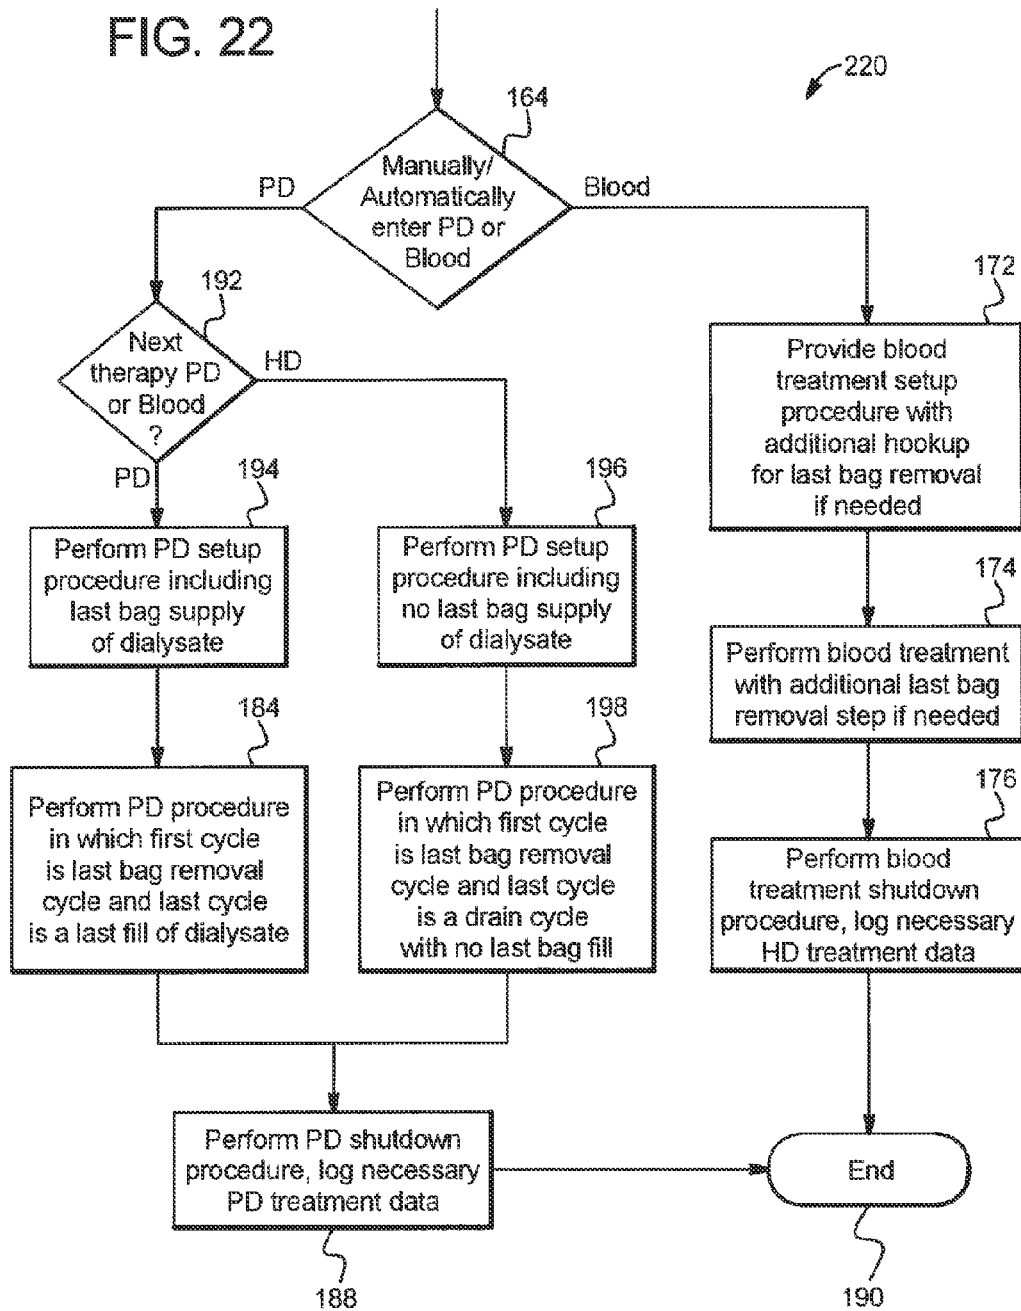 FIG. 22
220
164
Manually/
Automatically
enter PD or
Blood
PD
Blood
192
Next
therapy PD
or Blood
?
HD
PD
172
Provide blood
treatment setup
procedure with
additional hookup
for last bag removal
if needed
194
Perform PD setup
procedure including
last bag supply
of dialysate
196
Perform PD setup
procedure including
no last bag supply
of dialysate
174
Perform blood treatment
with additional last bag
removal step if needed
184
Perform PD procedure
in which first cycle
is last bag removal
cycle and last cycle
is a last fill of dialysate
198
Perform PD procedure
in which first cycle
is last bag removal
cycle and last cycle
is a drain cycle
with no last bag fill
176
Perform blood
treatment shutdown
procedure, log necessary
HD treatment data
Perform PD shutdown
procedure, log necessary
PD treatment data
188
End
190